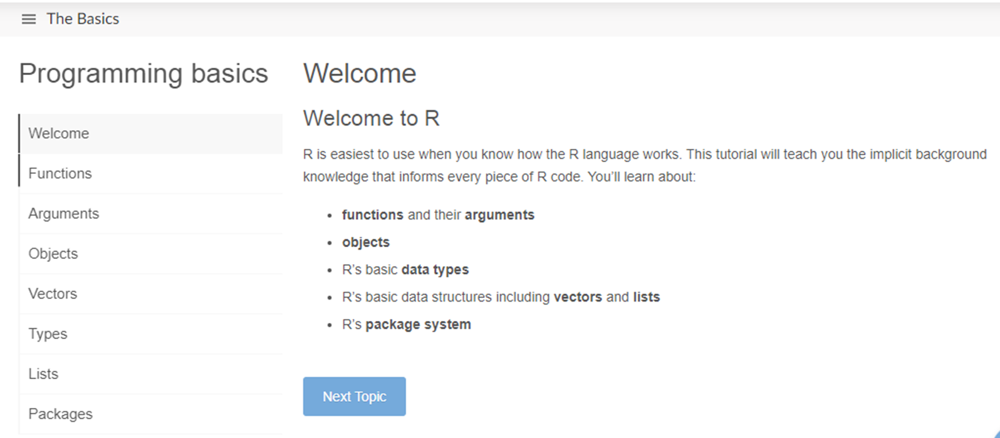 The Basics
Programming basics
Welcome
Functions
Arguments
Objects
Vectors
Types
Lists
Packages
Welcome
Welcome to R
R is easiest to use when you know how the R language works. This tutorial will teach you the implicit background
knowledge that informs every piece of R code. You’ll learn about:
• functions and their arguments
• objects
• R’s basic data types
• R’s basic data structures including vectors and lists
• R’s package system
Next Topic